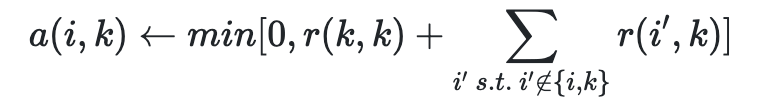 a(i, k) ← min[0, r(k, k) + ∑ r(i′, k)]
i′ s.t. i′∉{i,k}